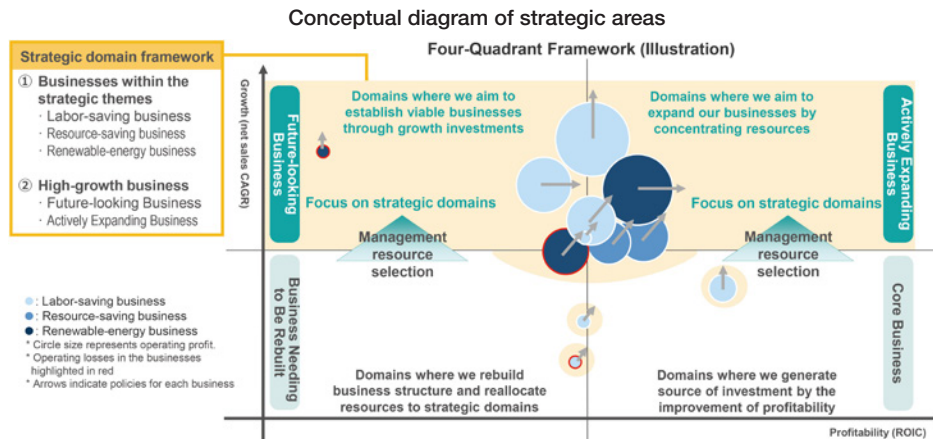 Conceptual diagram of strategic areas
Strategic domain framework
① Businesses within the
strategic themes
· Labor-saving business
· Resource-saving business
· Renewable-energy business
② High-growth business
· Future-looking Business
· Actively Expanding Business
Four-Quadrant Framework (Illustration)
Growth (net sales CAGR)
Future-looking
Business
Domains where we aim to
establish viable businesses
through growth investments
Domains where we aim to
expand our businesses by
concentrating resources
Actively Expanding
Business
Focus on strategic domains
Focus on strategic domains
Management
resource
selection
Management
resource
selection
: Labor-saving business
: Resource-saving business
: Renewable-energy business
* Circle size represents operating profit.
* Operating losses in the businesses
highlighted in red
* Arrows indicate policies for each business
Business Needing
to Be Rebuilt
Domains where we rebuild
business structure and reallocate
resources to strategic domains
Domains where we generate
source of investment by the
improvement of profitability
Core Business
Profitability (ROIC)